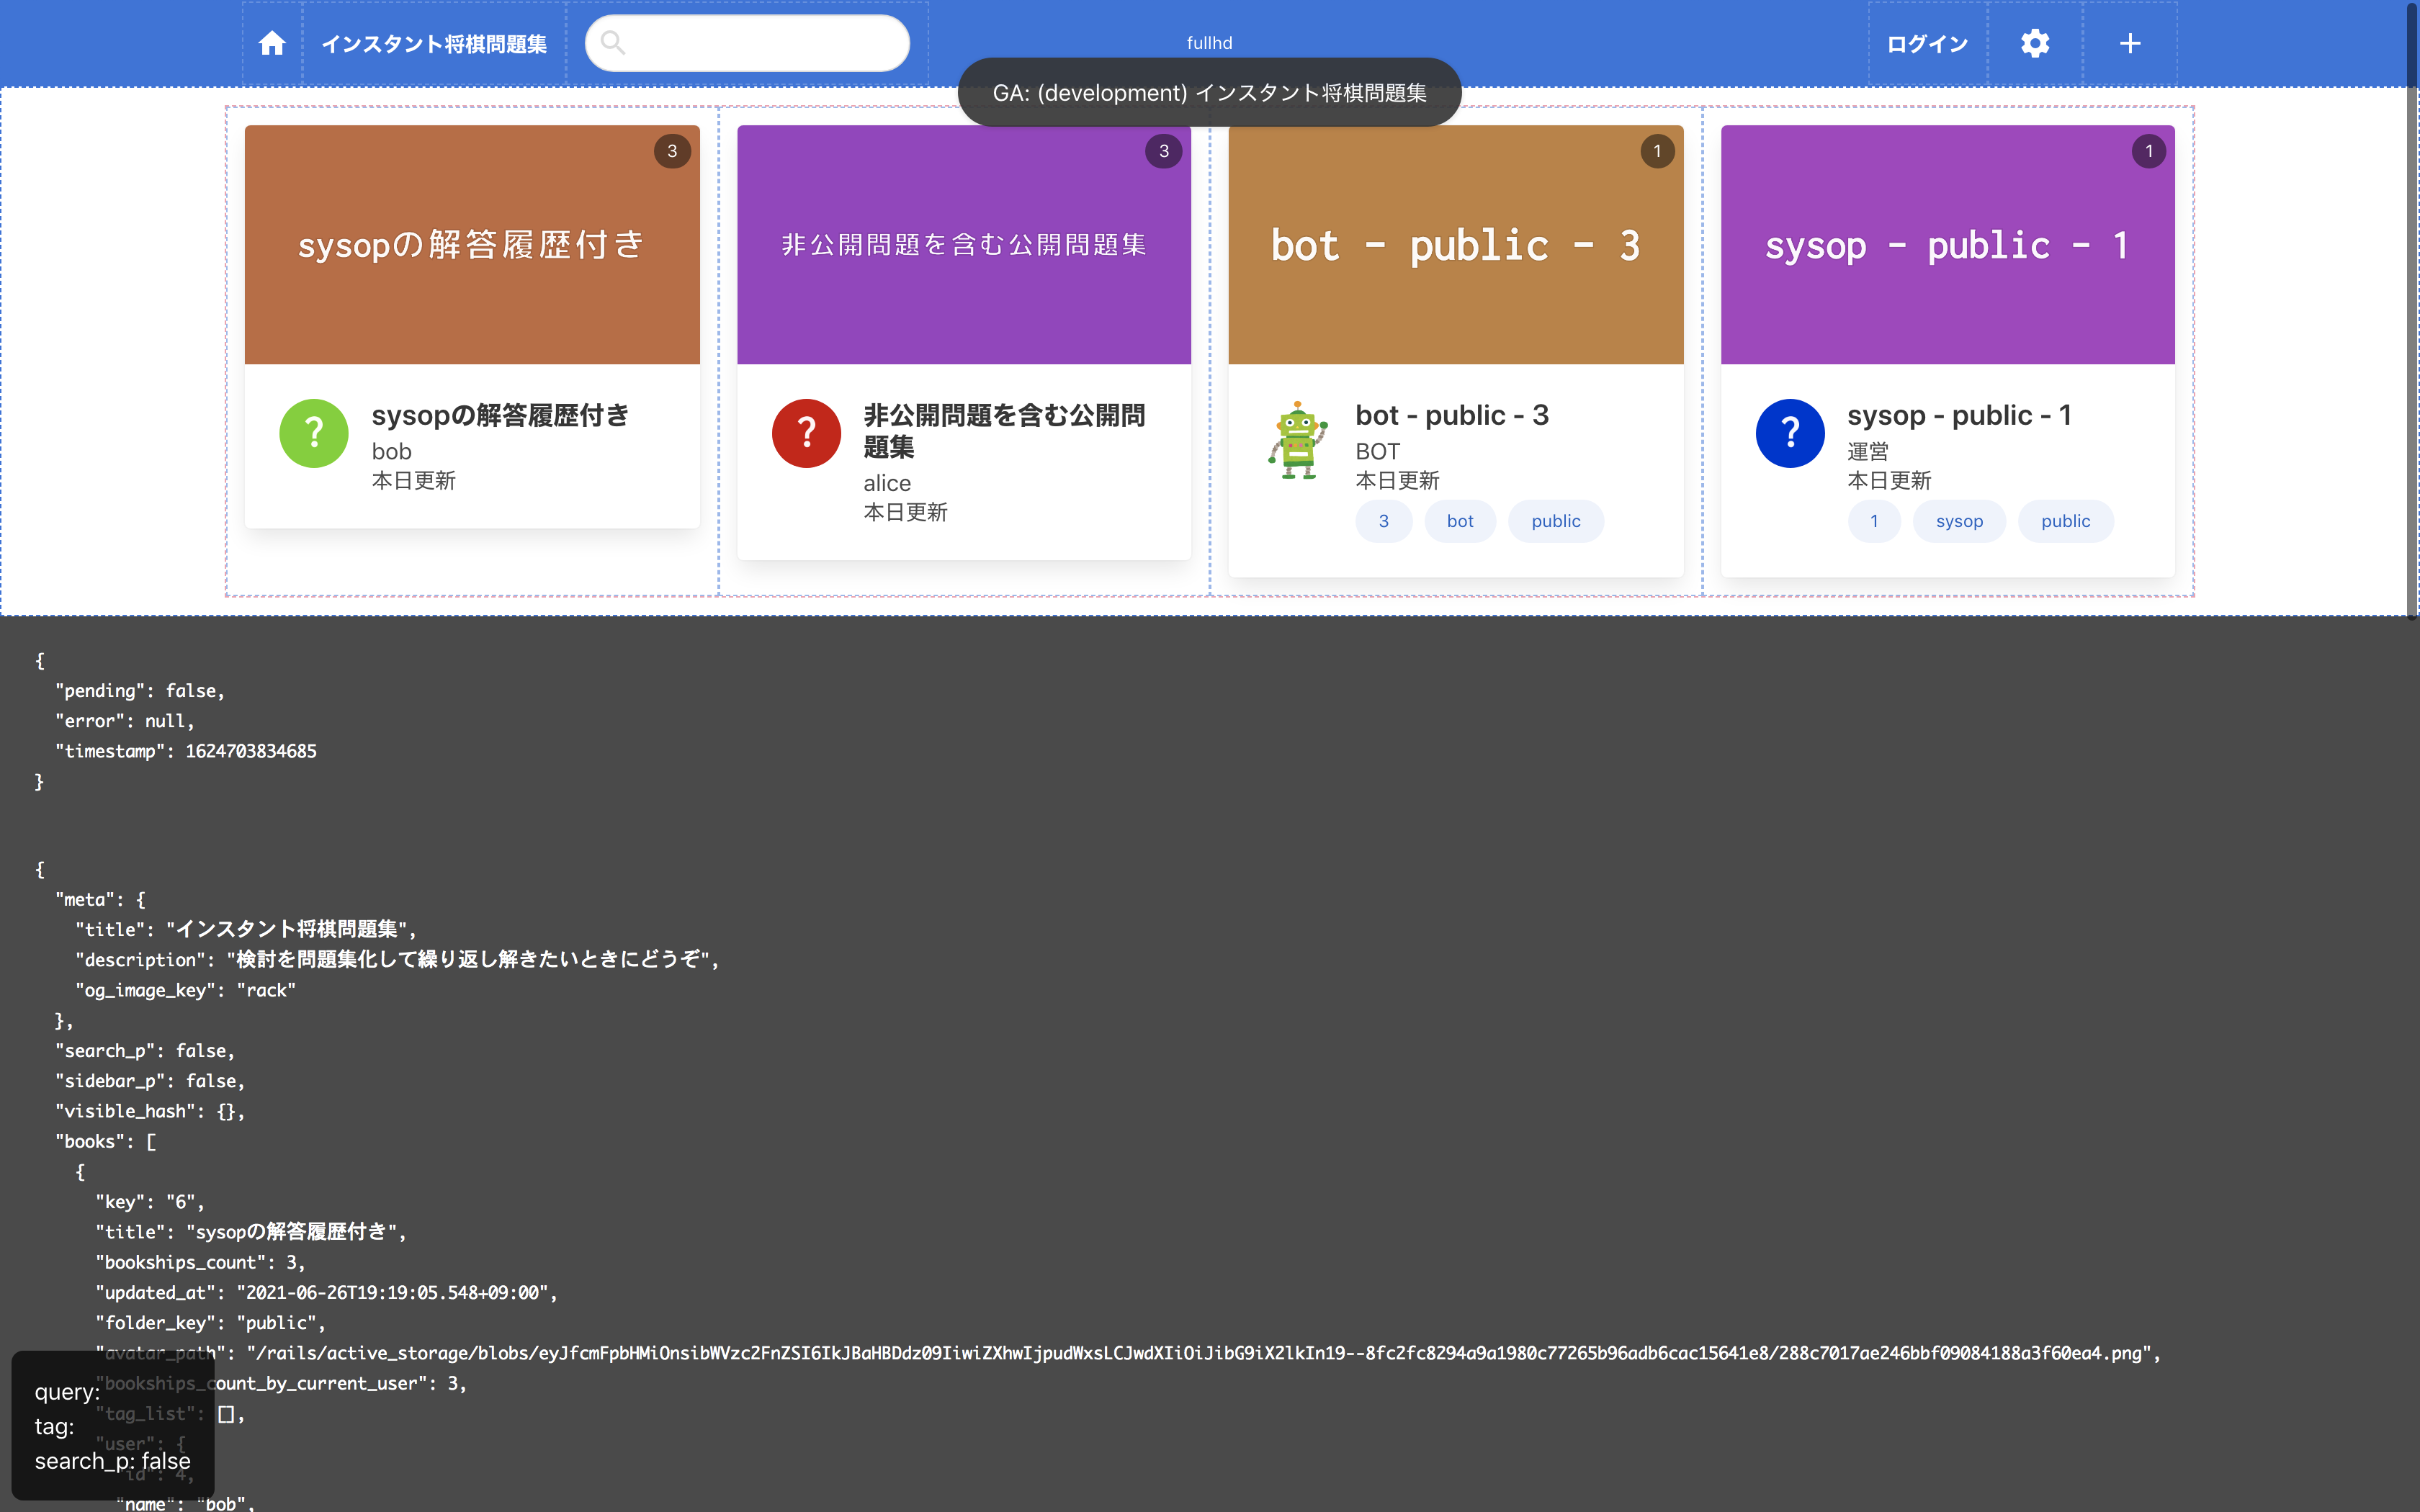 インスタント将棋問題集
fullhd
ログイン
GA: (development) インスタント将棋問題集
3
sysopの解答履歴付き
sysopの解答履歴付き
bob
本日更新
3
非公開問題を含む公開問題集
非公開問題を含む公開問
題集
alice
本日更新
1
bot - public - 3
bot - public - 3
BOT
本日更新
3 bot public
1
sysop - public - 1
sysop - public - 1
運営
本日更新
1 sysop public
{
"pending": false,
"error": null,
"timestamp": 1624703834685
}
{
"meta": {
"title": "インスタント将棋問題集",
"description": "検討を問題集化して繰り返し解きたいときにどうぞ",
"og_image_key": "rack"
},
"search_p": false,
"sidebar_p": false,
"visible_hash": {},
"books": [
{
"key": "6",
"title": "sysopの解答履歴付き",
"bookships_count": 3,
"updated_at": "2021-06-26T19:19:05.548+09:00",
"folder_key": "public",
"avatar_path": "/rails/active_storage/blobs/eyJfcmFpbHMiOnsibWVzc2FnZSI6IkJBaHBDdz09IiwiZXhwIjpudWxsLCJwdXIiOiJibG9iX2lkIn19--8fc2fc8294a9a1980c77265b96adb6cac15641e8/288c7017ae246bbf09084188a3f60ea4.png",
"bookships_count_by_current_user": 3,
"tag_list": [],
"user": {
"id": 4,
"name": "bob",
query:
tag:
search_p: false